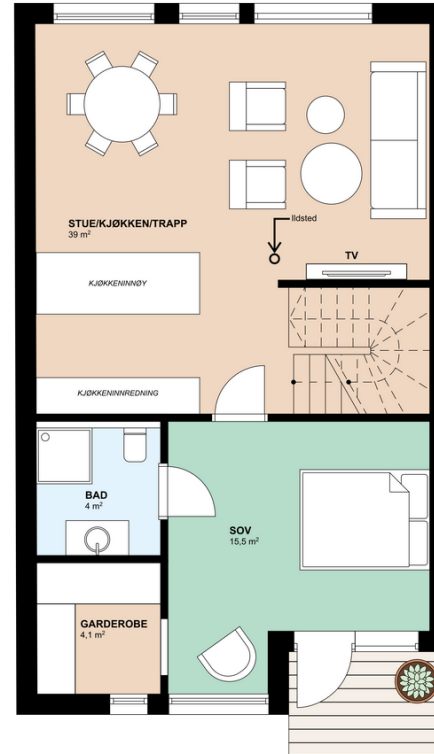 STUE/KJØKKEN/TRAPP
39 m²
Ildsted
TV
KJØKKENINNØY
KJØKKENINNREDNING
BAD
4 m²
SOV
15,5 m²
GARDEROBE
4,1 m²